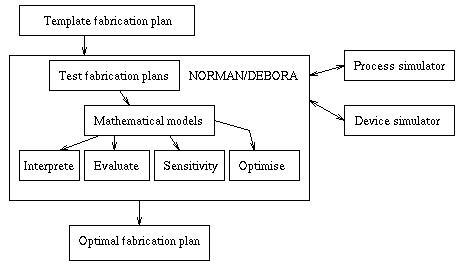 Template fabrication plan
Test fabrication plans
NORMAN/DEBORA
Process simulator
Mathematical models
Device simulator
Interprete
Evaluate
Sensitivity
Optimise
Optimal fabrication plan